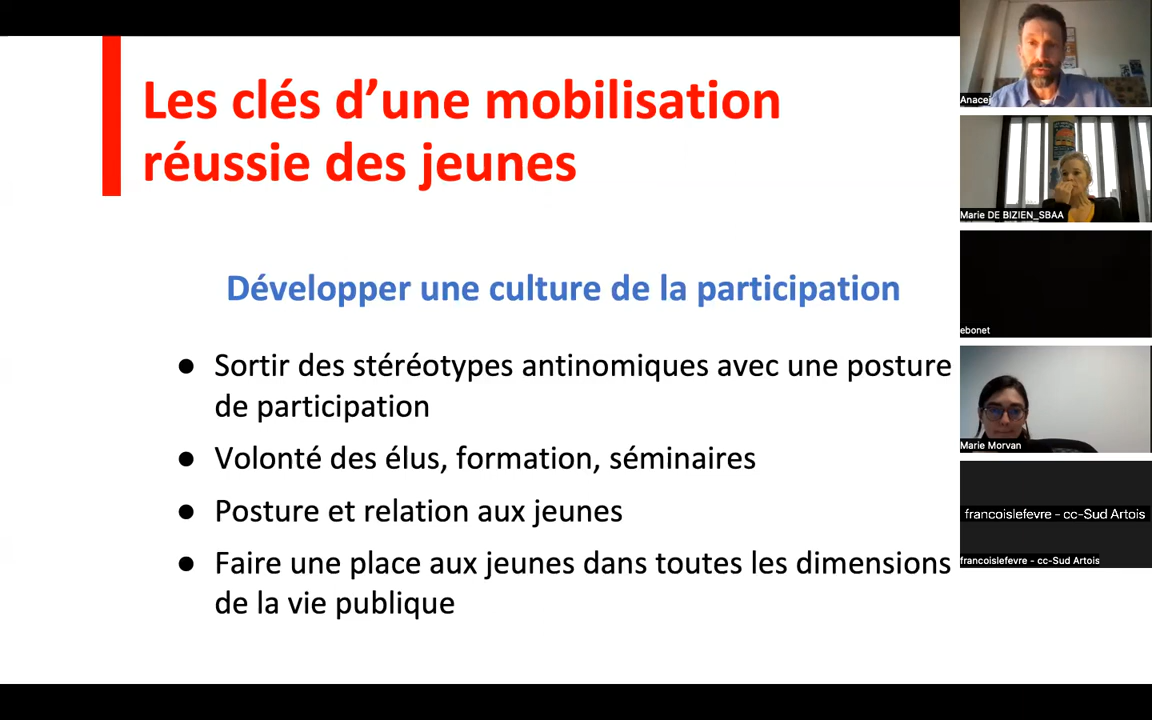 Les clés d’une mobilisation
réussie des jeunes
Développer une culture de la participation
● Sortir des stéréotypes antinomiques avec une posture
de participation
● Volonté des élus, formation, séminaires
● Posture et relation aux jeunes
● Faire une place aux jeunes dans toutes les dimensions
de la vie publique
Anacej
Marie DE BIZIEN_SBAA
ebonet
Marie Morvan
francoislefevre - cc-Sud Artois
francoislefevre - cc-Sud Artois